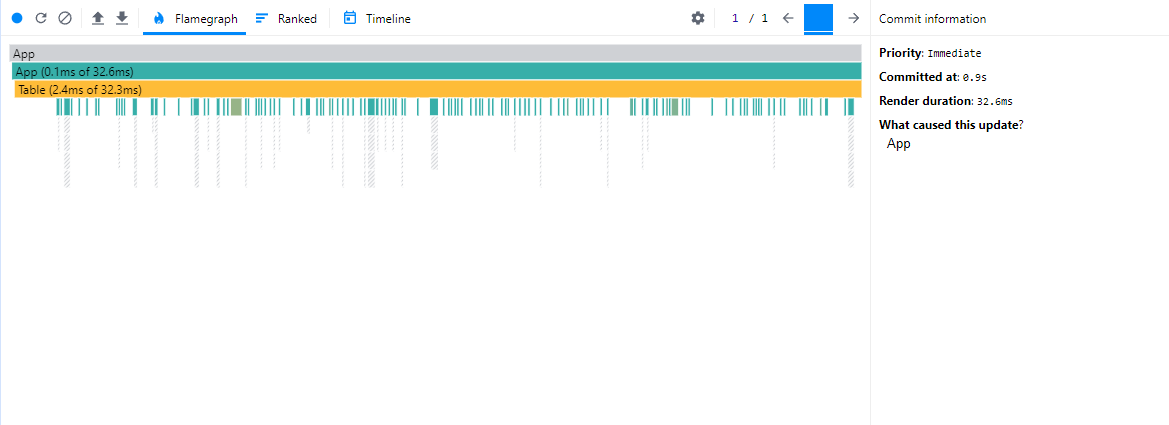 Flamegraph Ranked Timeline 1 / 1 Commit information
App
App (0.1ms of 32.6ms)
Table (2.4ms of 32.3ms)
Priority: Immediate
Committed at: 0.9s
Render duration: 32.6ms
What caused this update?
App